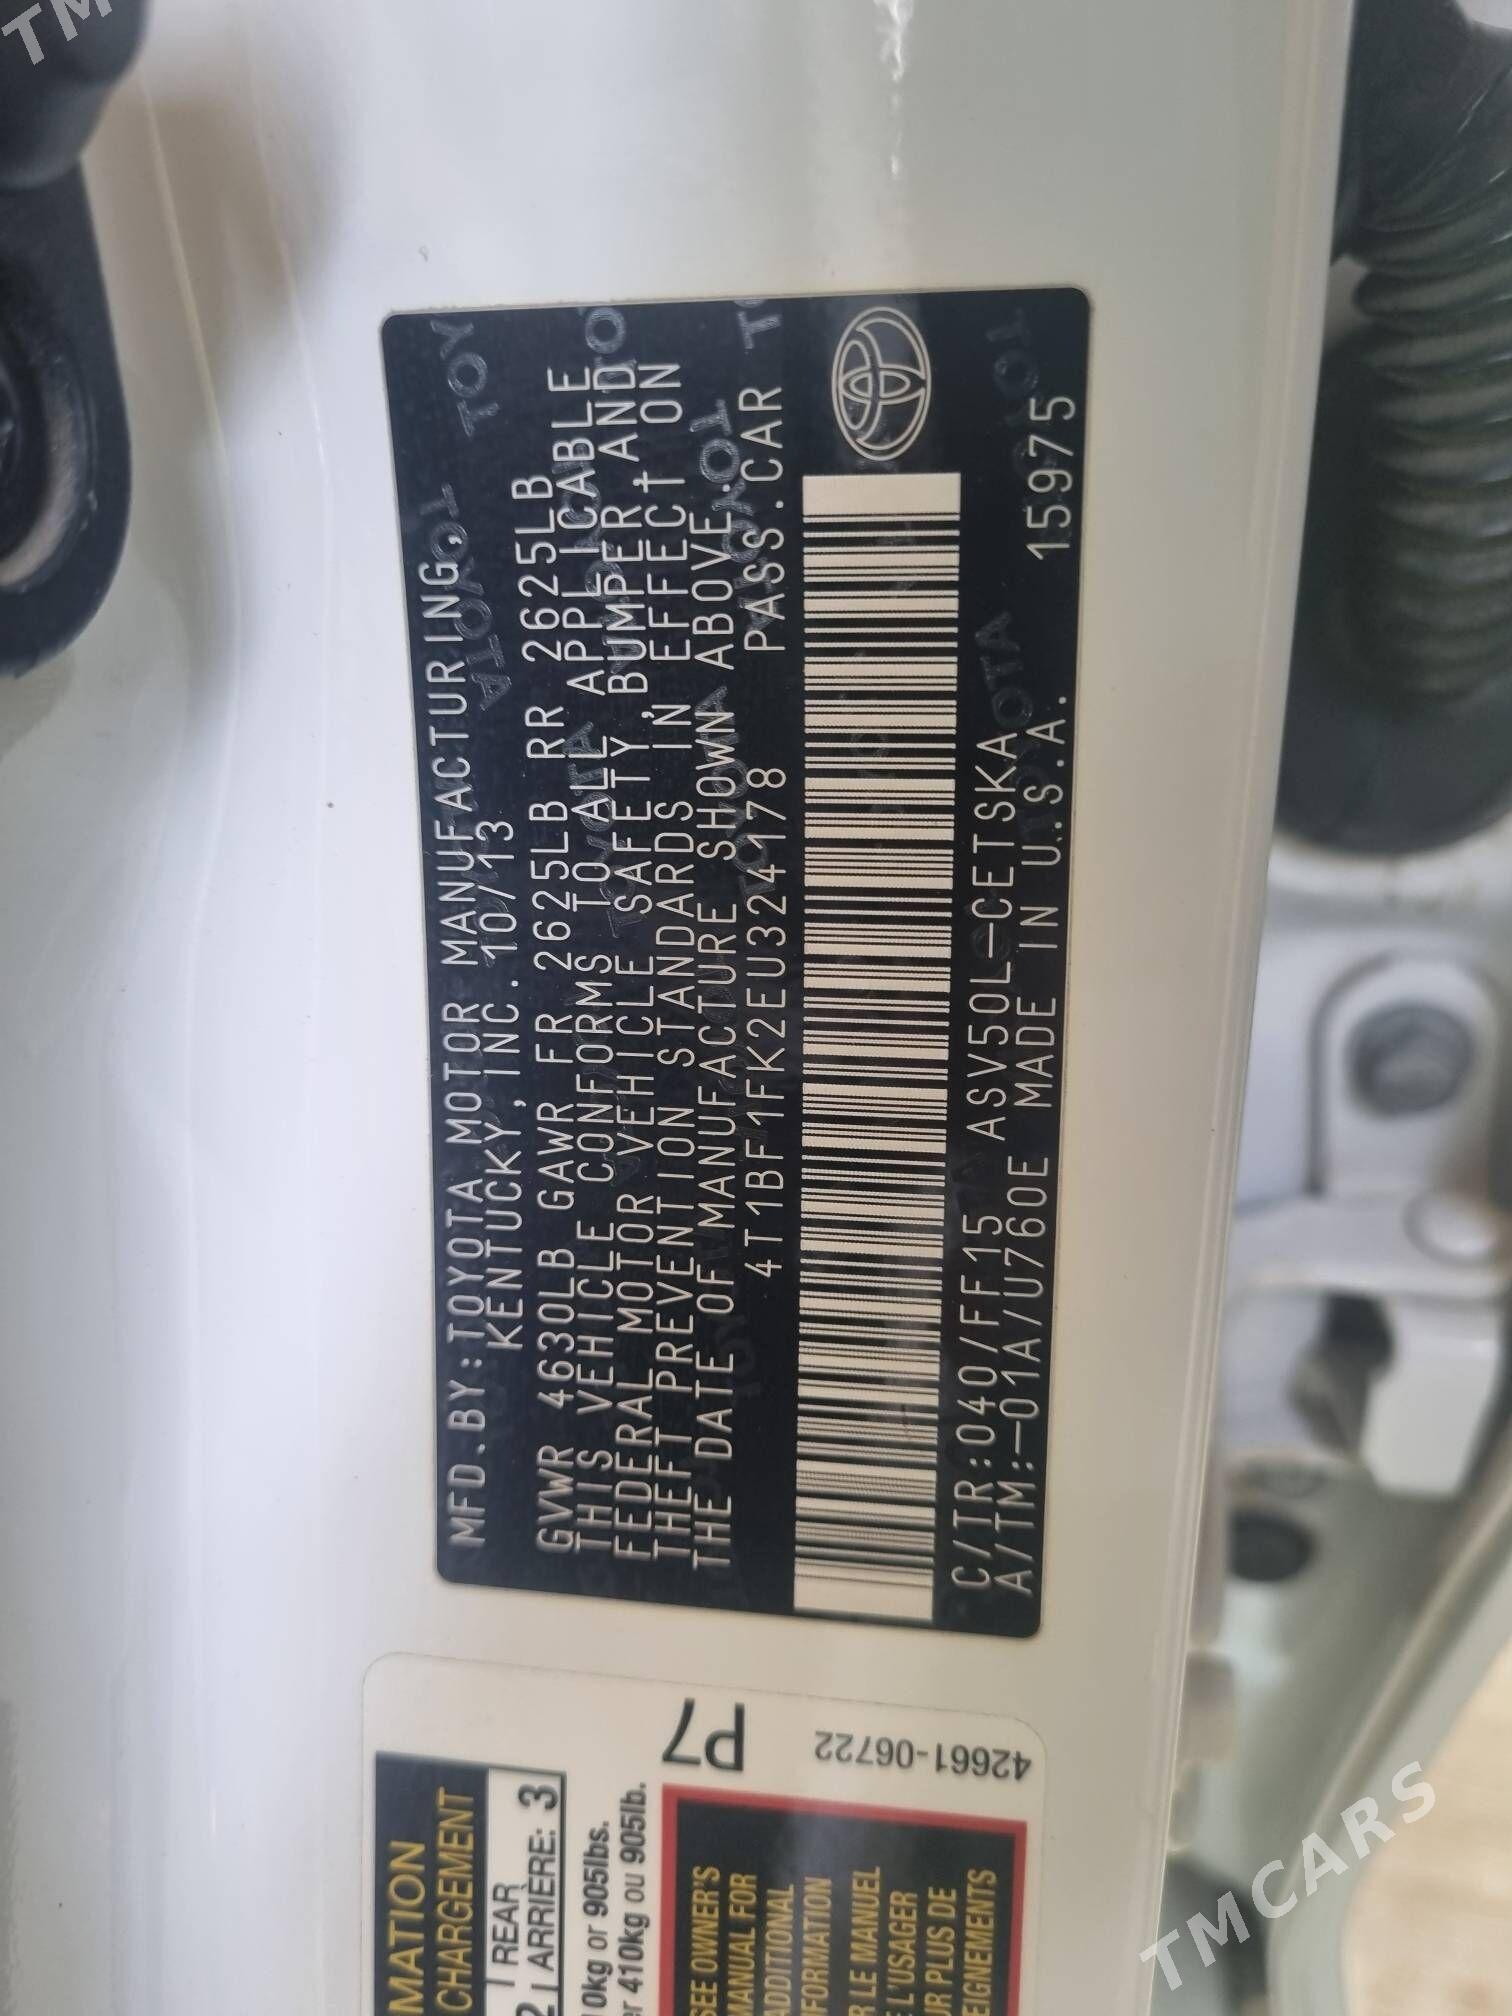 MFD.BY:TOYOTA MOTOR MANUFACTURING,
KENTUCKY, INC. 10/13
GVWR 4630LB GAWR FR 2625LB RR 2625LB
THIS VEHICLE CONFORMS TO ALL APPLICABLE
FEDERAL MOTOR VEHICLE SAFETY, BUMPER, AND
THEFT PREVENTION STANDARDS IN EFFECT ON
THE DATE OF MANUFACTURE SHOWN ABOVE.
4T1BF1FK2EU324178 PASS.CAR
C/TR:040/FF15 ASV50L-CETSKA
A/TM:-01A/U760E MADE IN U.S.A. 15975
P7
42661-06722
MATION
CHARGEMENT
REAR
2 ARRIÈRE: 3
0kg or 905lbs.
410kg ou 905lb.
SEE OWNER'S
MANUAL FOR
ADDITIONAL
FORMATION
LE MANUEL
L'USAGER
PLUS DE
EIGNEMENTS
TMCARS